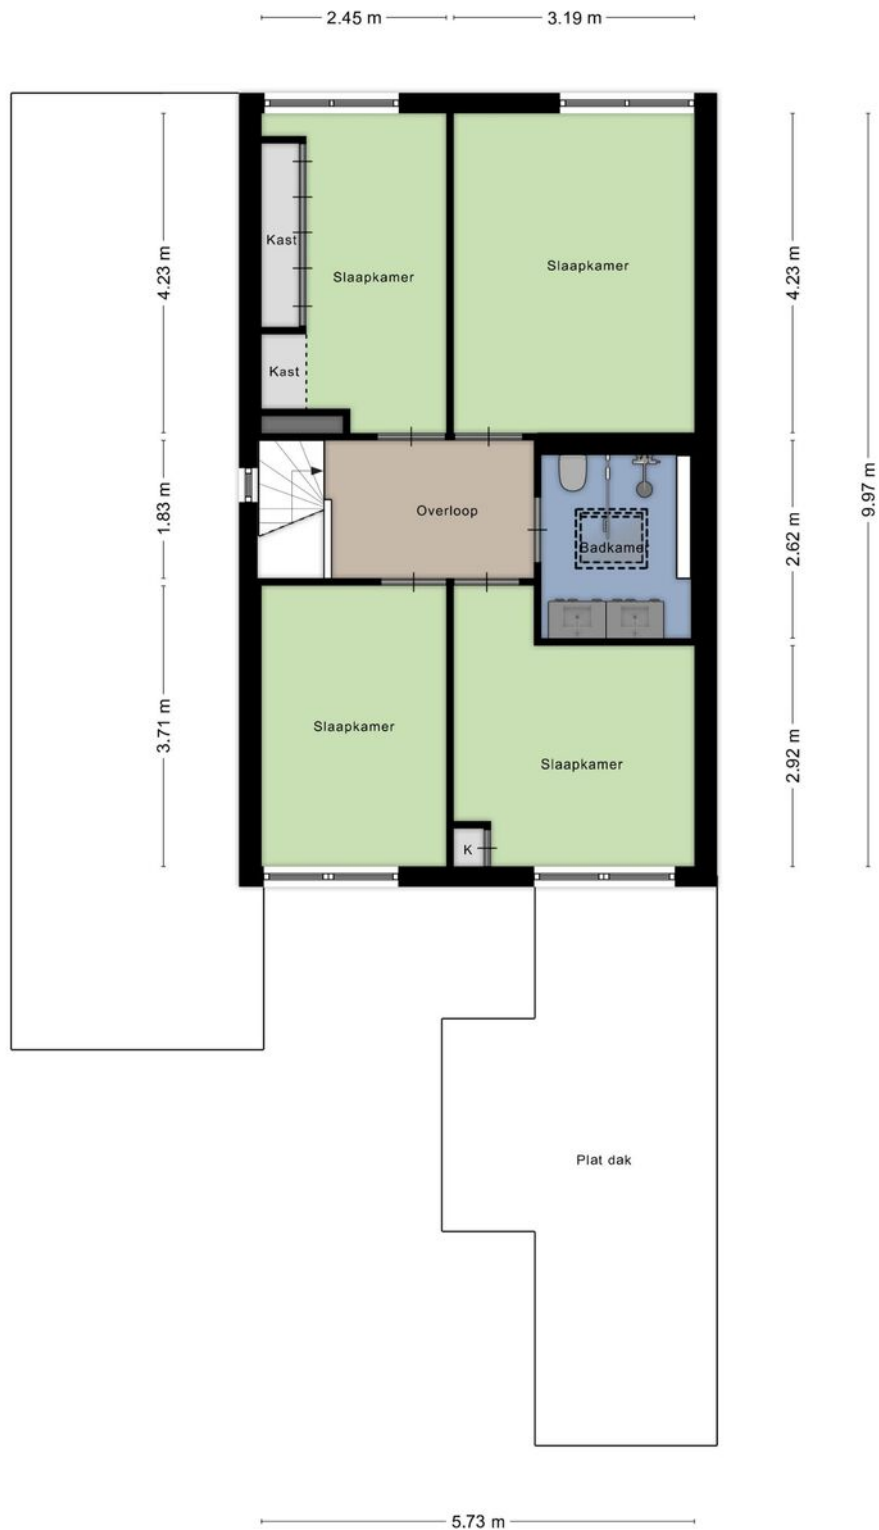 2.45 m
3.19 m
4.23 m
4.23 m
Kast
Slaapkamer
Slaapkamer
Kast
9.97 m
1.83 m
Overloop
2.62 m
Badkamer
3.71 m
Slaapkamer
Slaapkamer
2.92 m
K
Plat dak
5.73 m